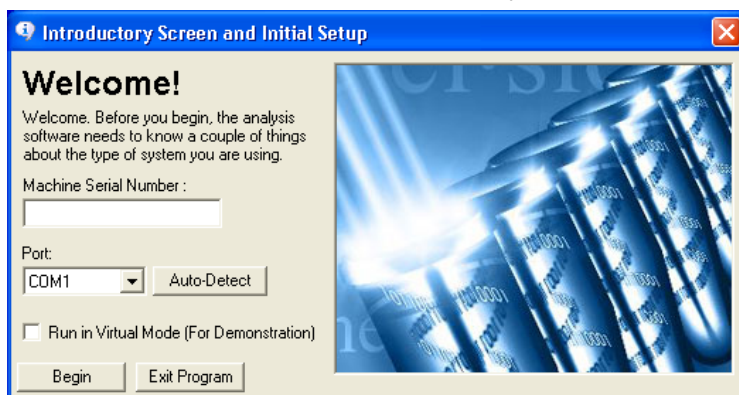 Introductory Screen and Initial Setup
Welcome!
Welcome. Before you begin, the analysis
software needs to know a couple of things
about the type of system you are using.
Machine Serial Number :
Port:
COM1
Auto-Detect
Run in Virtual Mode (For Demonstration)
Begin
Exit Program